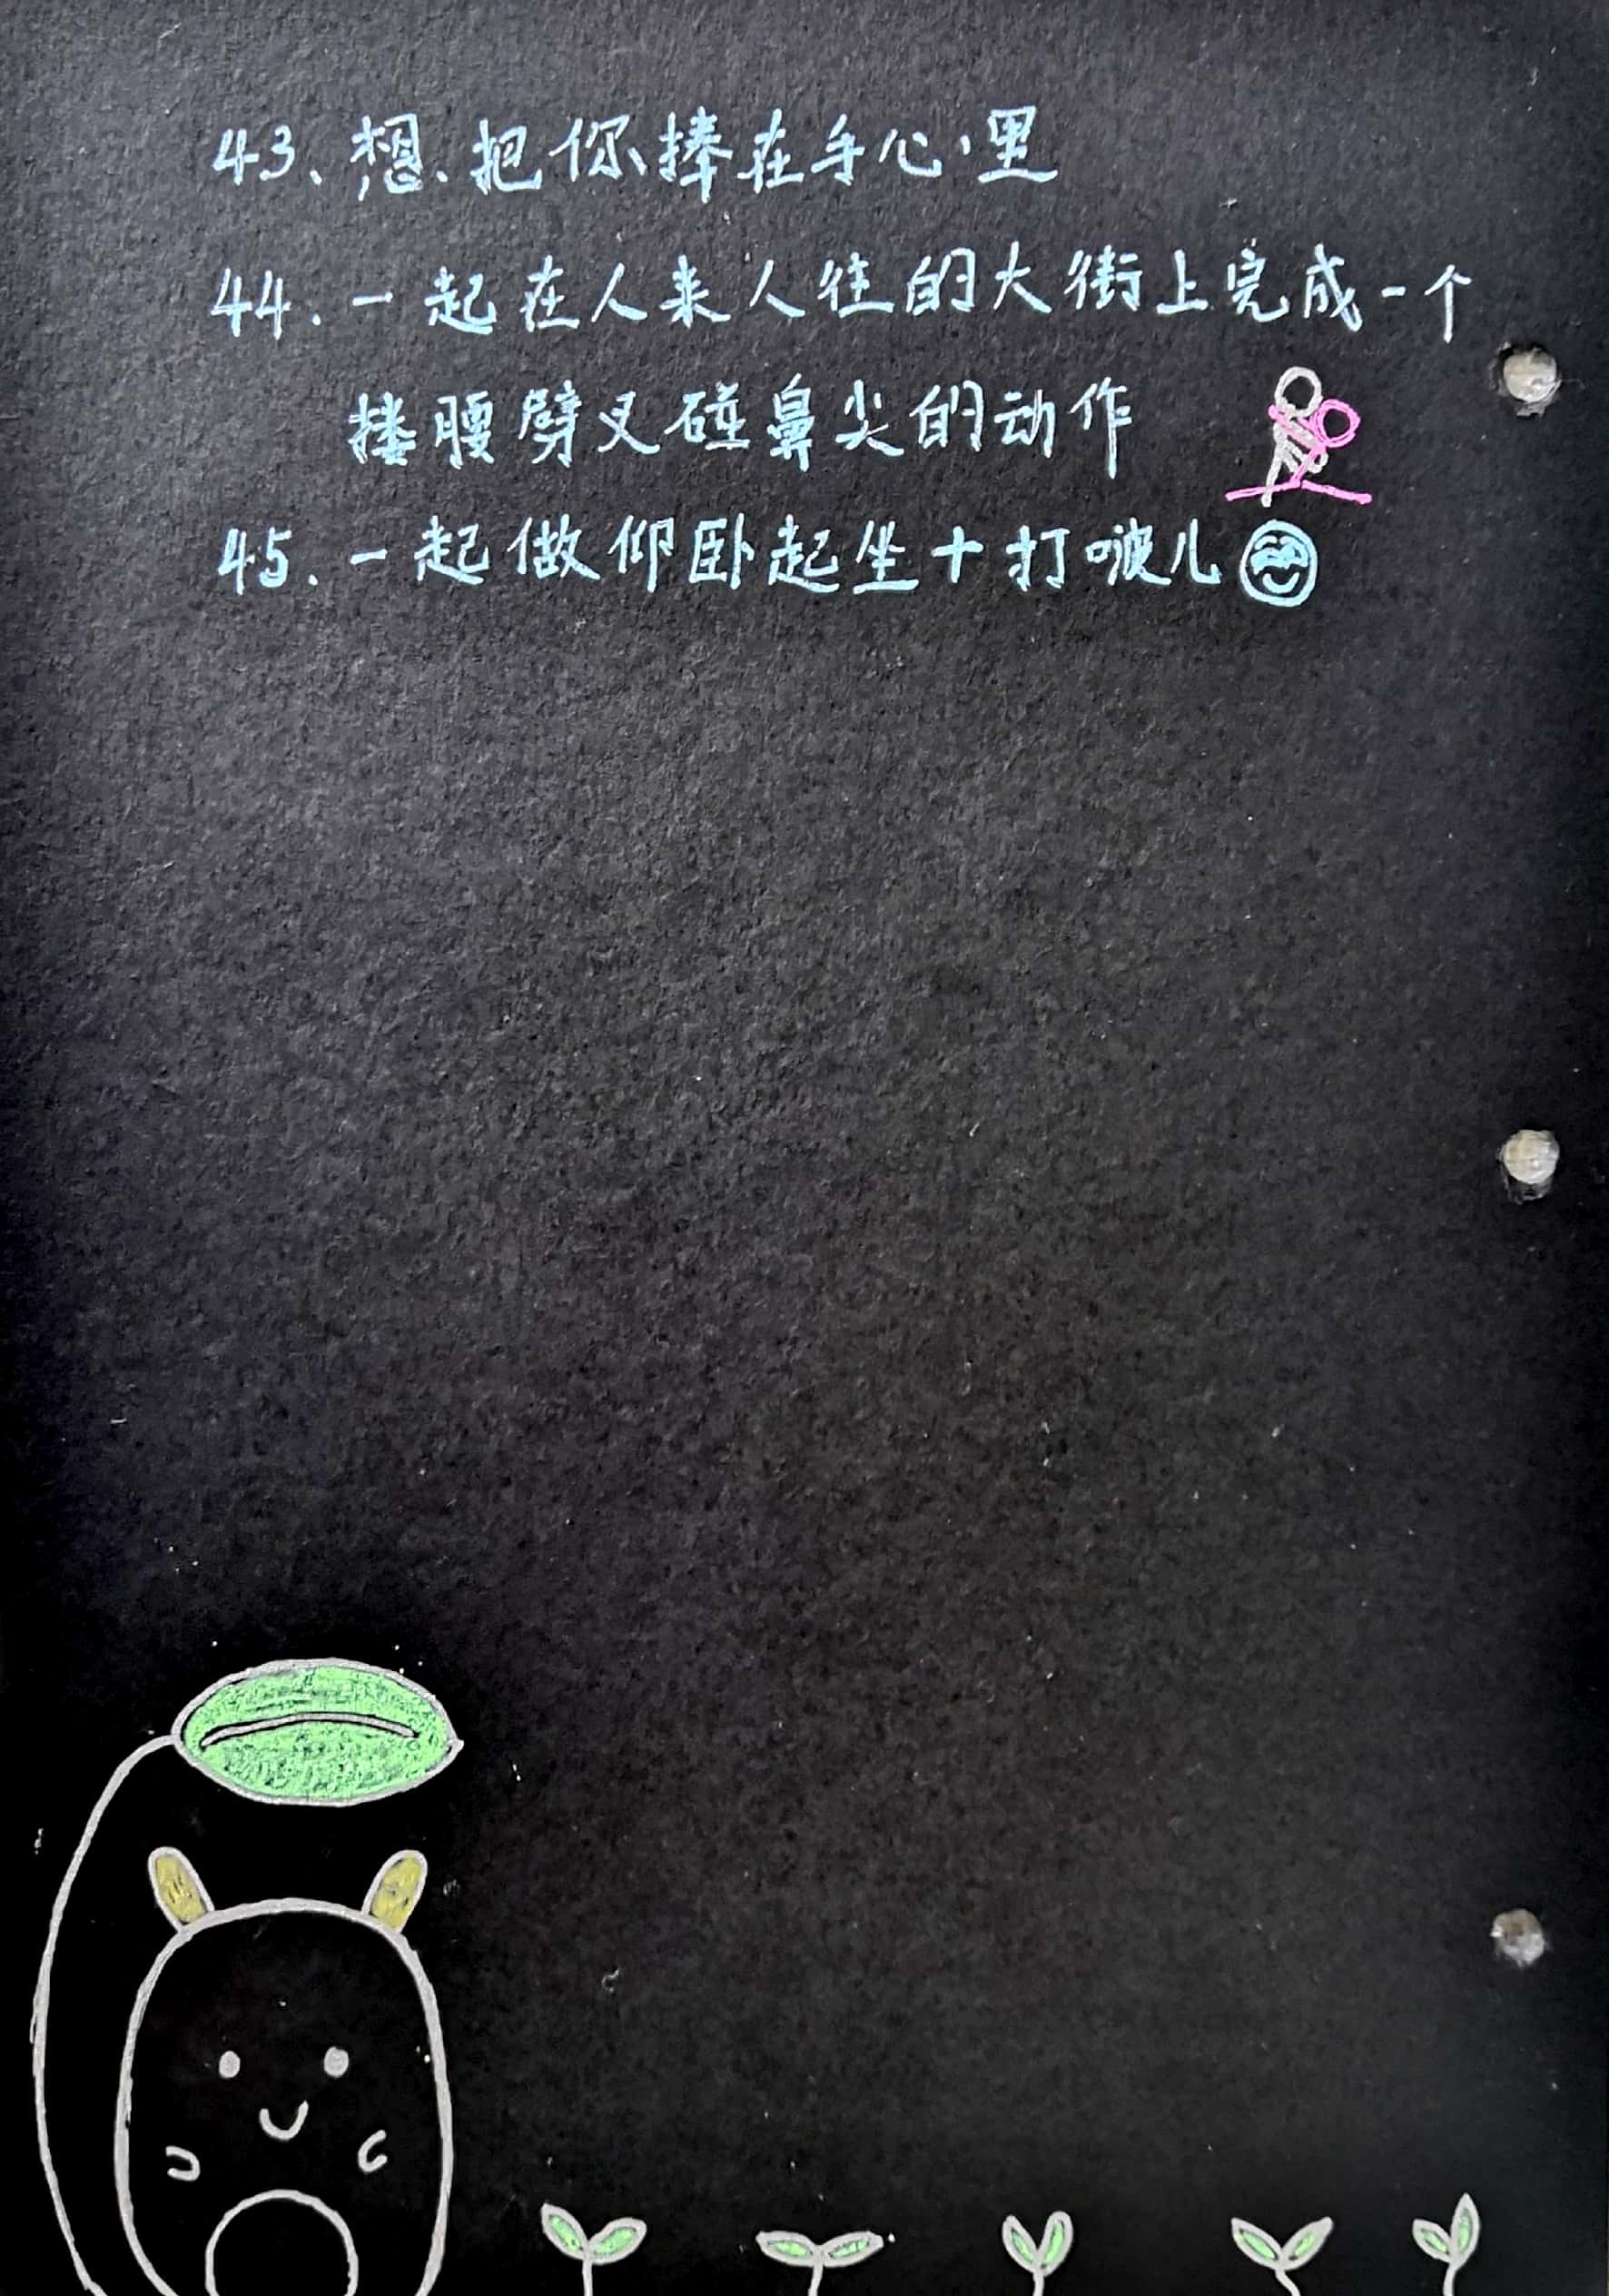 43、想把你捧在手心里
44.一起在人来人往的大街上完成一个
搂腰劈叉碰鼻尖的动作
45.一起做仰卧起坐+打啵儿